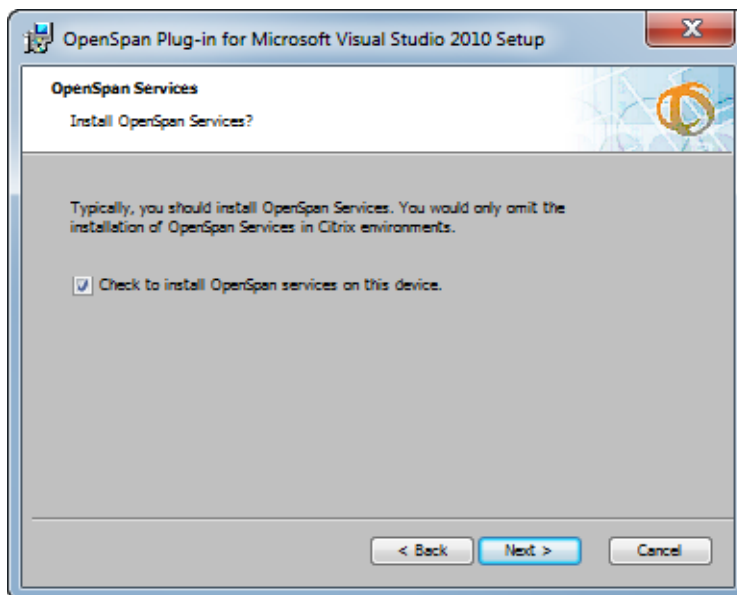 OpenSpan Plug-in for Microsoft Visual Studio 2010 Setup
OpenSpan Services
Install OpenSpan Services?
Typically, you should install OpenSpan Services. You would only omit the
installation of OpenSpan Services in Citrix environments.
Check to install OpenSpan services on this device.
< Back Next > Cancel